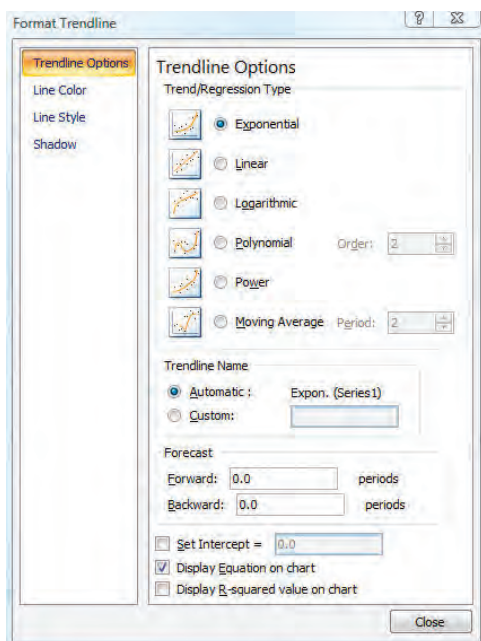 Format Trendline
Trendline Options
Line Color
Line Style
Shadow
Trendline Options
Trend/Regression Type
Exponential
Linear
Logarithmic
Polynomial Order: 2
Power
Moving Average Period: 2
Trendline Name
Automatic : Expon. (Series1)
Custom:
Forecast
Forward: 0.0 periods
Backward: 0.0 periods
Set Intercept = 0.0
Display Equation on chart
Display R-squared value on chart
Close